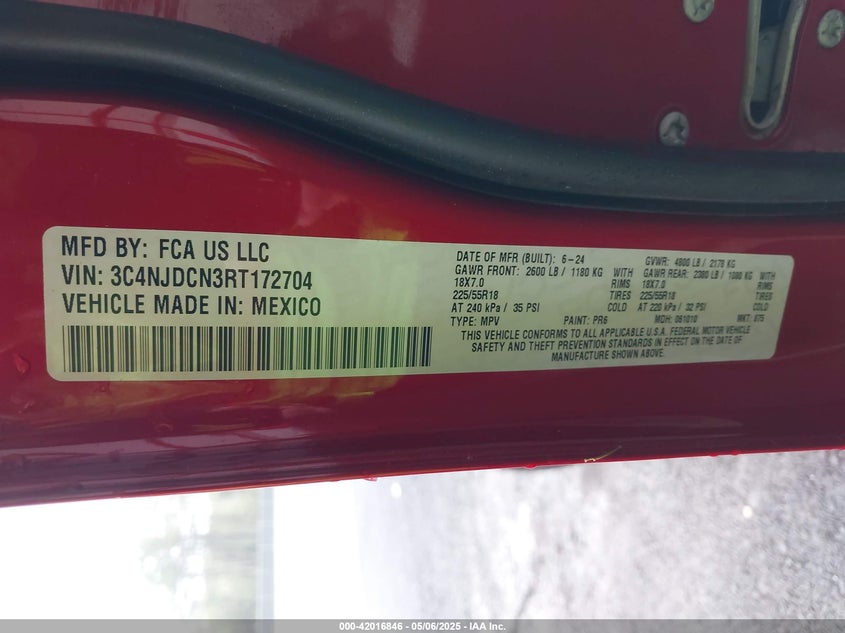 MFD BY: FCA US LLC
VIN: 3C4NJDCN3RT172704
VEHICLE MADE IN: MEXICO
DATE OF MFR (BUILT): 6-24 GVWR: 4800 LB / 2178 KG
GAWR FRONT: 2600 LB / 1180 KG WITH GAWR REAR: 2380 LB / 1080 KG WITH
18X7.0 RIMS 18X7.0 RIMS
225/55R18 TIRES 225/55R18 TIRES
AT 240 kPa / 35 PSI COLD AT 220 kPa / 32 PSI COLD
TYPE: MPV PAINT: PR6 MDH: 061010 MKT: 875
THIS VEHICLE CONFORMS TO ALL APPLICABLE U.S.A. FEDERAL MOTOR VEHICLE
SAFETY AND THEFT PREVENTION STANDARDS IN EFFECT ON THE DATE OF
MANUFACTURE SHOWN ABOVE.
000-42016846 - 05/06/2025 - IAA Inc.